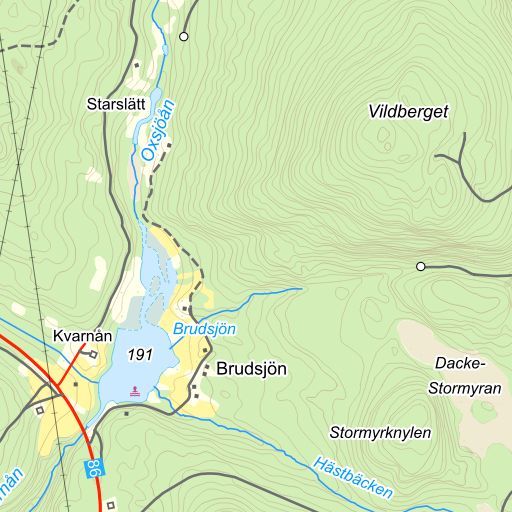 Starslätt
Oxsjöån
Vildberget
Brudsjön
Kvarnån
191
Brudsjön
Dacke-
Stormyran
Stormyrknylen
Hästbäcken
86